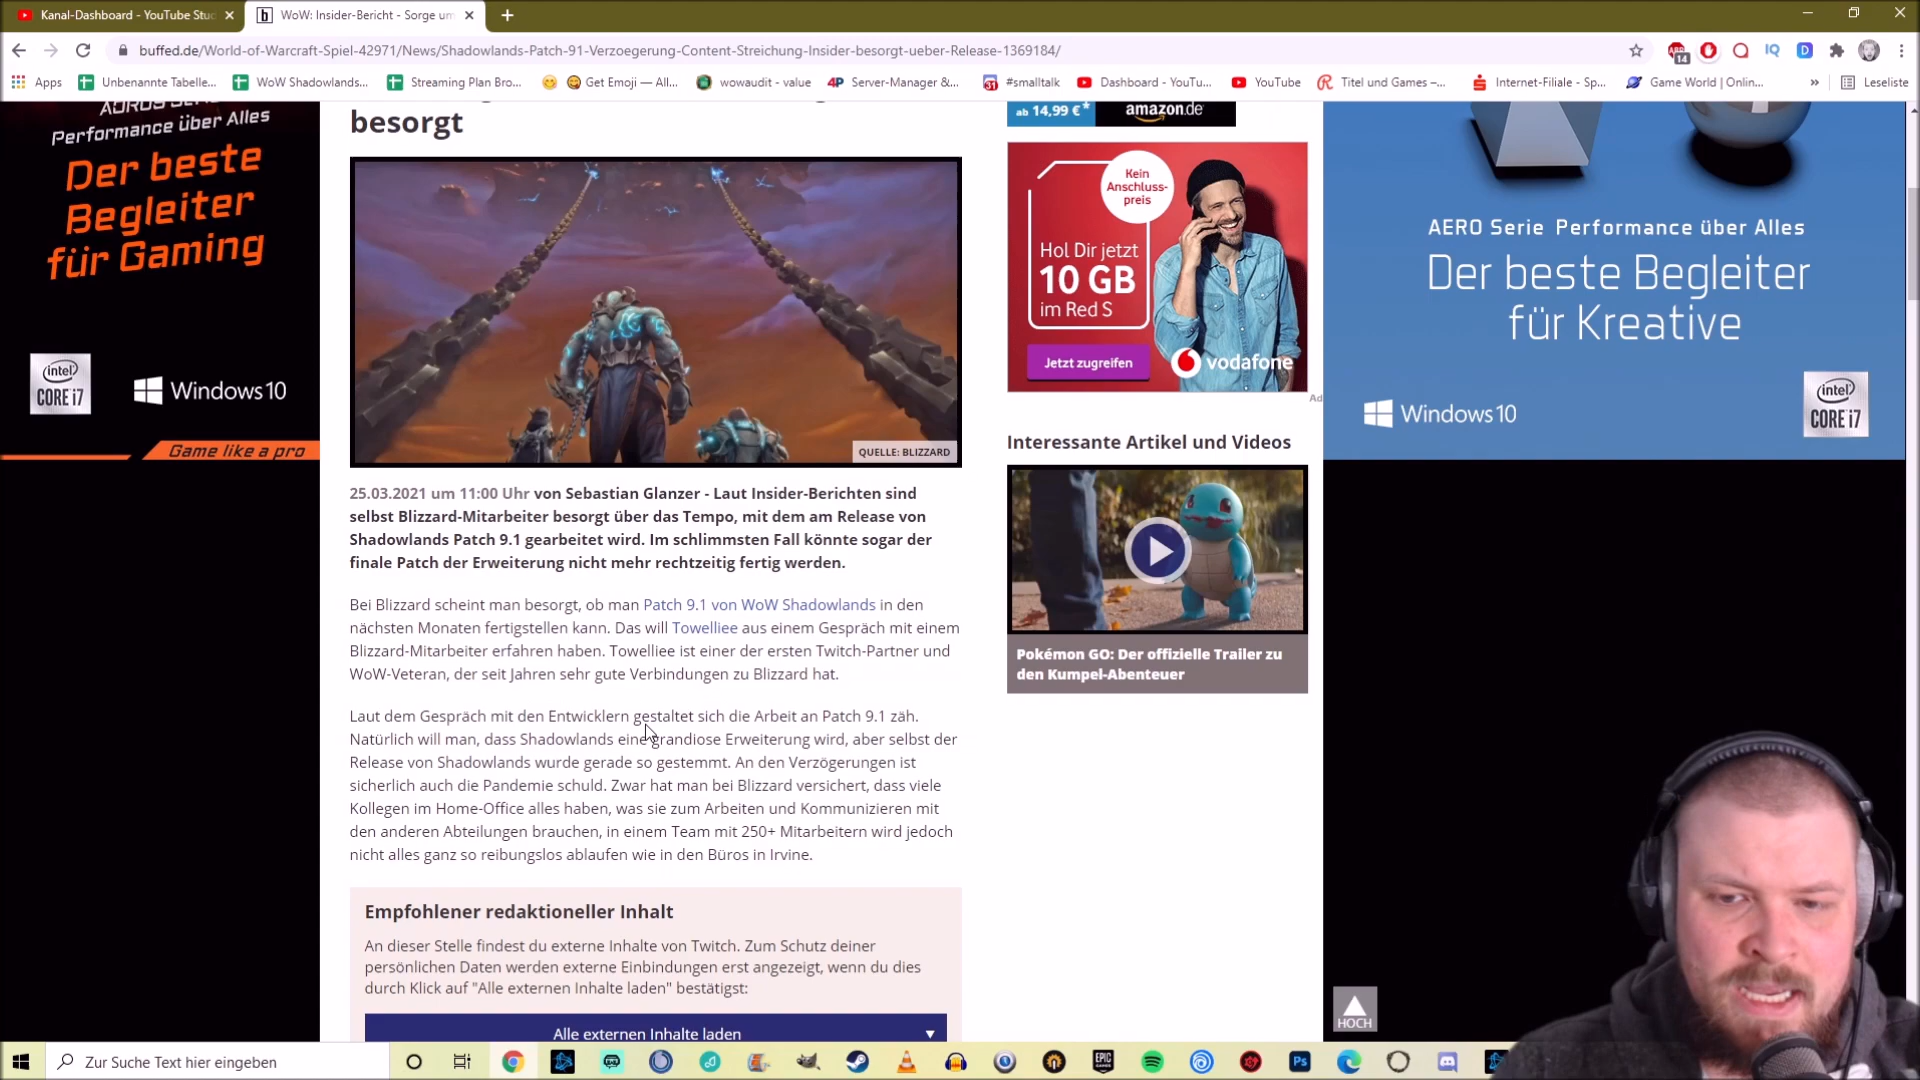 Kanal-Dashboard - YouTube Stu
WoW: Insider-Bericht - Sorge um
buffed.de/World-of-Warcraft-Spiel-42971/News/Shadowlands-Patch-91-Verzoegerung-Content-Streichung-Insider-besorgt-ueber-Release-1369184/
14
Apps
Unbenannte Tabelle...
WoW Shadowlands...
Streaming Plan Bro...
Get Emoji — All...
wowaudit - value
Server-Manager &...
#smalltalk
Dashboard - YouTu...
YouTube
Titel und Games –...
Internet-Filiale - Sp...
Game World | Onlin...
»
Leseliste
Performance über Alles
Der beste
Begleiter
für Gaming
intel
CORE i7
Windows 10
Game like a pro
besorgt
QUELLE: BLIZZARD
25.03.2021 um 11:00 Uhr von Sebastian Glanzer - Laut Insider-Berichten sind
selbst Blizzard-Mitarbeiter besorgt über das Tempo, mit dem am Release von
Shadowlands Patch 9.1 gearbeitet wird. Im schlimmsten Fall könnte sogar der
finale Patch der Erweiterung nicht mehr rechtzeitig fertig werden.
Bei Blizzard scheint man besorgt, ob man Patch 9.1 von WoW Shadowlands in den
nächsten Monaten fertigstellen kann. Das will Towelliee aus einem Gespräch mit einem
Blizzard-Mitarbeiter erfahren haben. Towelliee ist einer der ersten Twitch-Partner und
WoW-Veteran, der seit Jahren sehr gute Verbindungen zu Blizzard hat.
Laut dem Gespräch mit den Entwicklern gestaltet sich die Arbeit an Patch 9.1 zäh.
Natürlich will man, dass Shadowlands eine grandiose Erweiterung wird, aber selbst der
Release von Shadowlands wurde gerade so gestemmt. An den Verzögerungen ist
sicherlich auch die Pandemie schuld. Zwar hat man bei Blizzard versichert, dass viele
Kollegen im Home-Office alles haben, was sie zum Arbeiten und Kommunizieren mit
den anderen Abteilungen brauchen, in einem Team mit 250+ Mitarbeitern wird jedoch
nicht alles ganz so reibungslos ablaufen wie in den Büros in Irvine.
Empfohlener redaktioneller Inhalt
An dieser Stelle findest du externe Inhalte von Twitch. Zum Schutz deiner
persönlichen Daten werden externe Einbindungen erst angezeigt, wenn du dies
durch Klick auf "Alle externen Inhalte laden" bestätigst:
Alle externen Inhalte laden
ab 14,99 €*
amazon.de
Kein
Anschluss-
preis
Hol Dir jetzt
10 GB
im Red S
Jetzt zugreifen
vodafone
Ad
Interessante Artikel und Videos
Pokémon GO: Der offizielle Trailer zu
den Kumpel-Abenteuer
AERO Serie Performance über Alles
Der beste Begleiter
für Kreative
Windows 10
intel
CORE i7
HOCH
Zur Suche Text hier eingeben
EPIC
GAMES
Ps